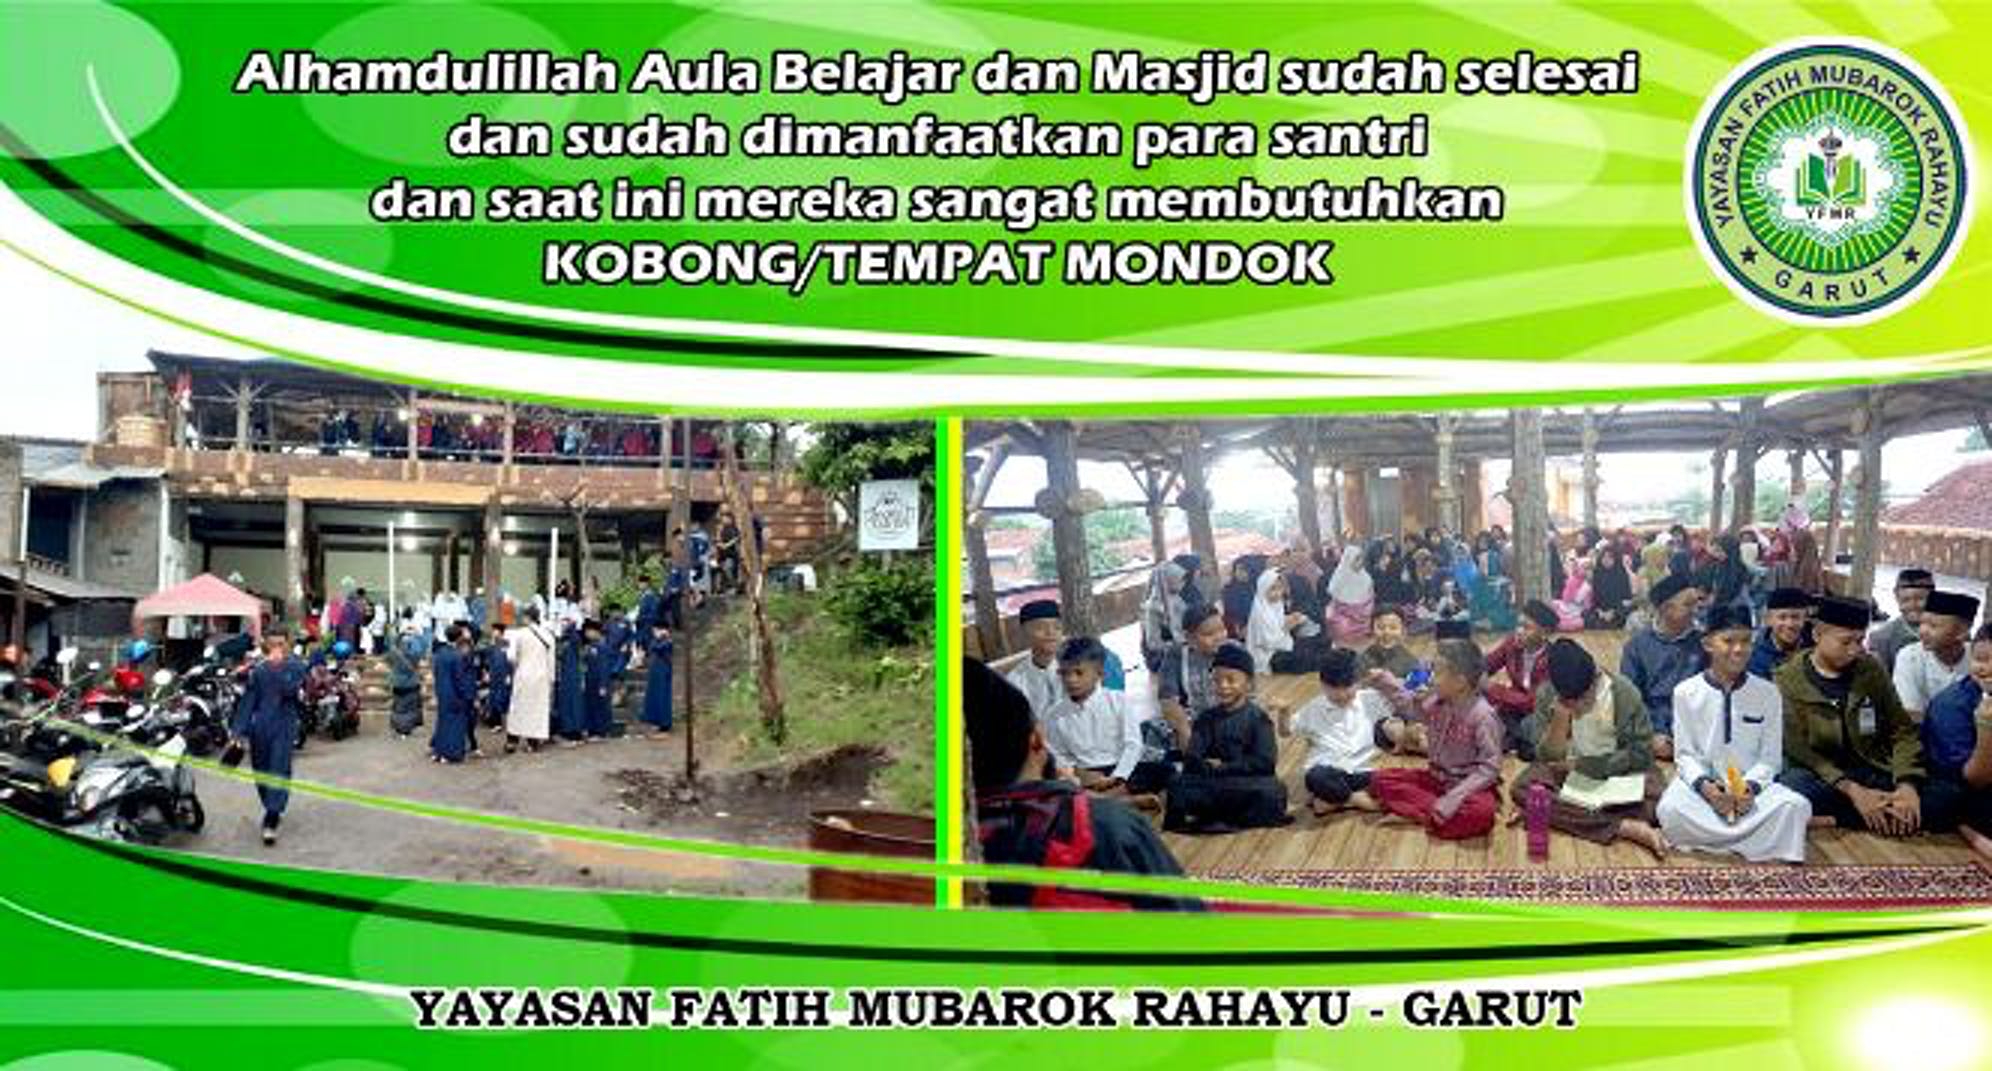 Alhamdulillah Aula Belajar dan Masjid sudah selesai
dan sudah dimanfaatkan para santri
dan saat ini mereka sangat membutuhkan
KOBONG/TEMPAT MONDOK
YAYASAN FATIH MUBAROK RAHAYU
YFMR
GARUT
YAYASAN FATIH MUBAROK RAHAYU - GARUT